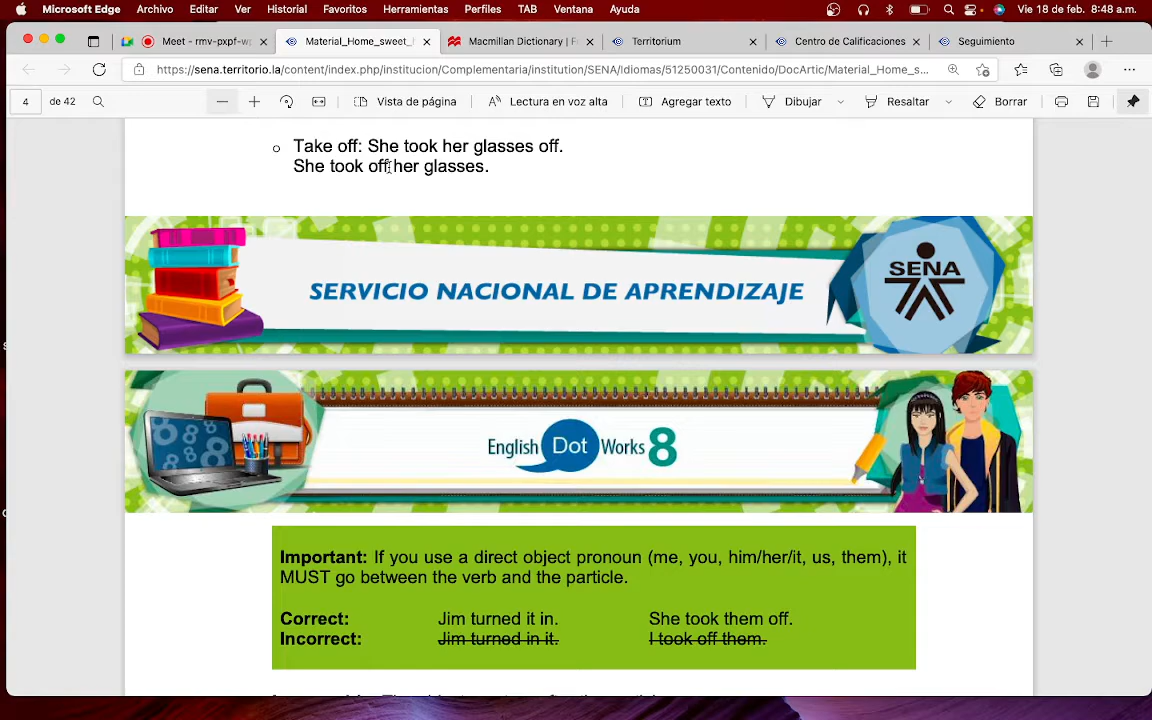 Microsoft Edge Archivo Editar Ver Historial Favoritos Herramientas Perfiles TAB Ventana Ayuda Vie 18 de feb. 8:48 a.m.
Meet - rmv-pxpf-w Material_Home_sweet_ Macmillan Dictionary | F Territorium Centro de Calificaciones Seguimiento
https://sena.territorio.la/content/index.php/institucion/Complementaria/institution/SENA/Idiomas/51250031/Contenido/DocArtic/Material_Home_s...
4 de 42 Vista de página Lectura en voz alta Agregar texto Dibujar Resaltar Borrar
Take off: She took her glasses off.
She took off her glasses.
SERVICIO NACIONAL DE APRENDIZAJE
SENA
English Dot Works 8
Important: If you use a direct object pronoun (me, you, him/her/it, us, them), it
MUST go between the verb and the particle.
Correct: Jim turned it in. She took them off.
Incorrect: Jim turned in it. I took off them.